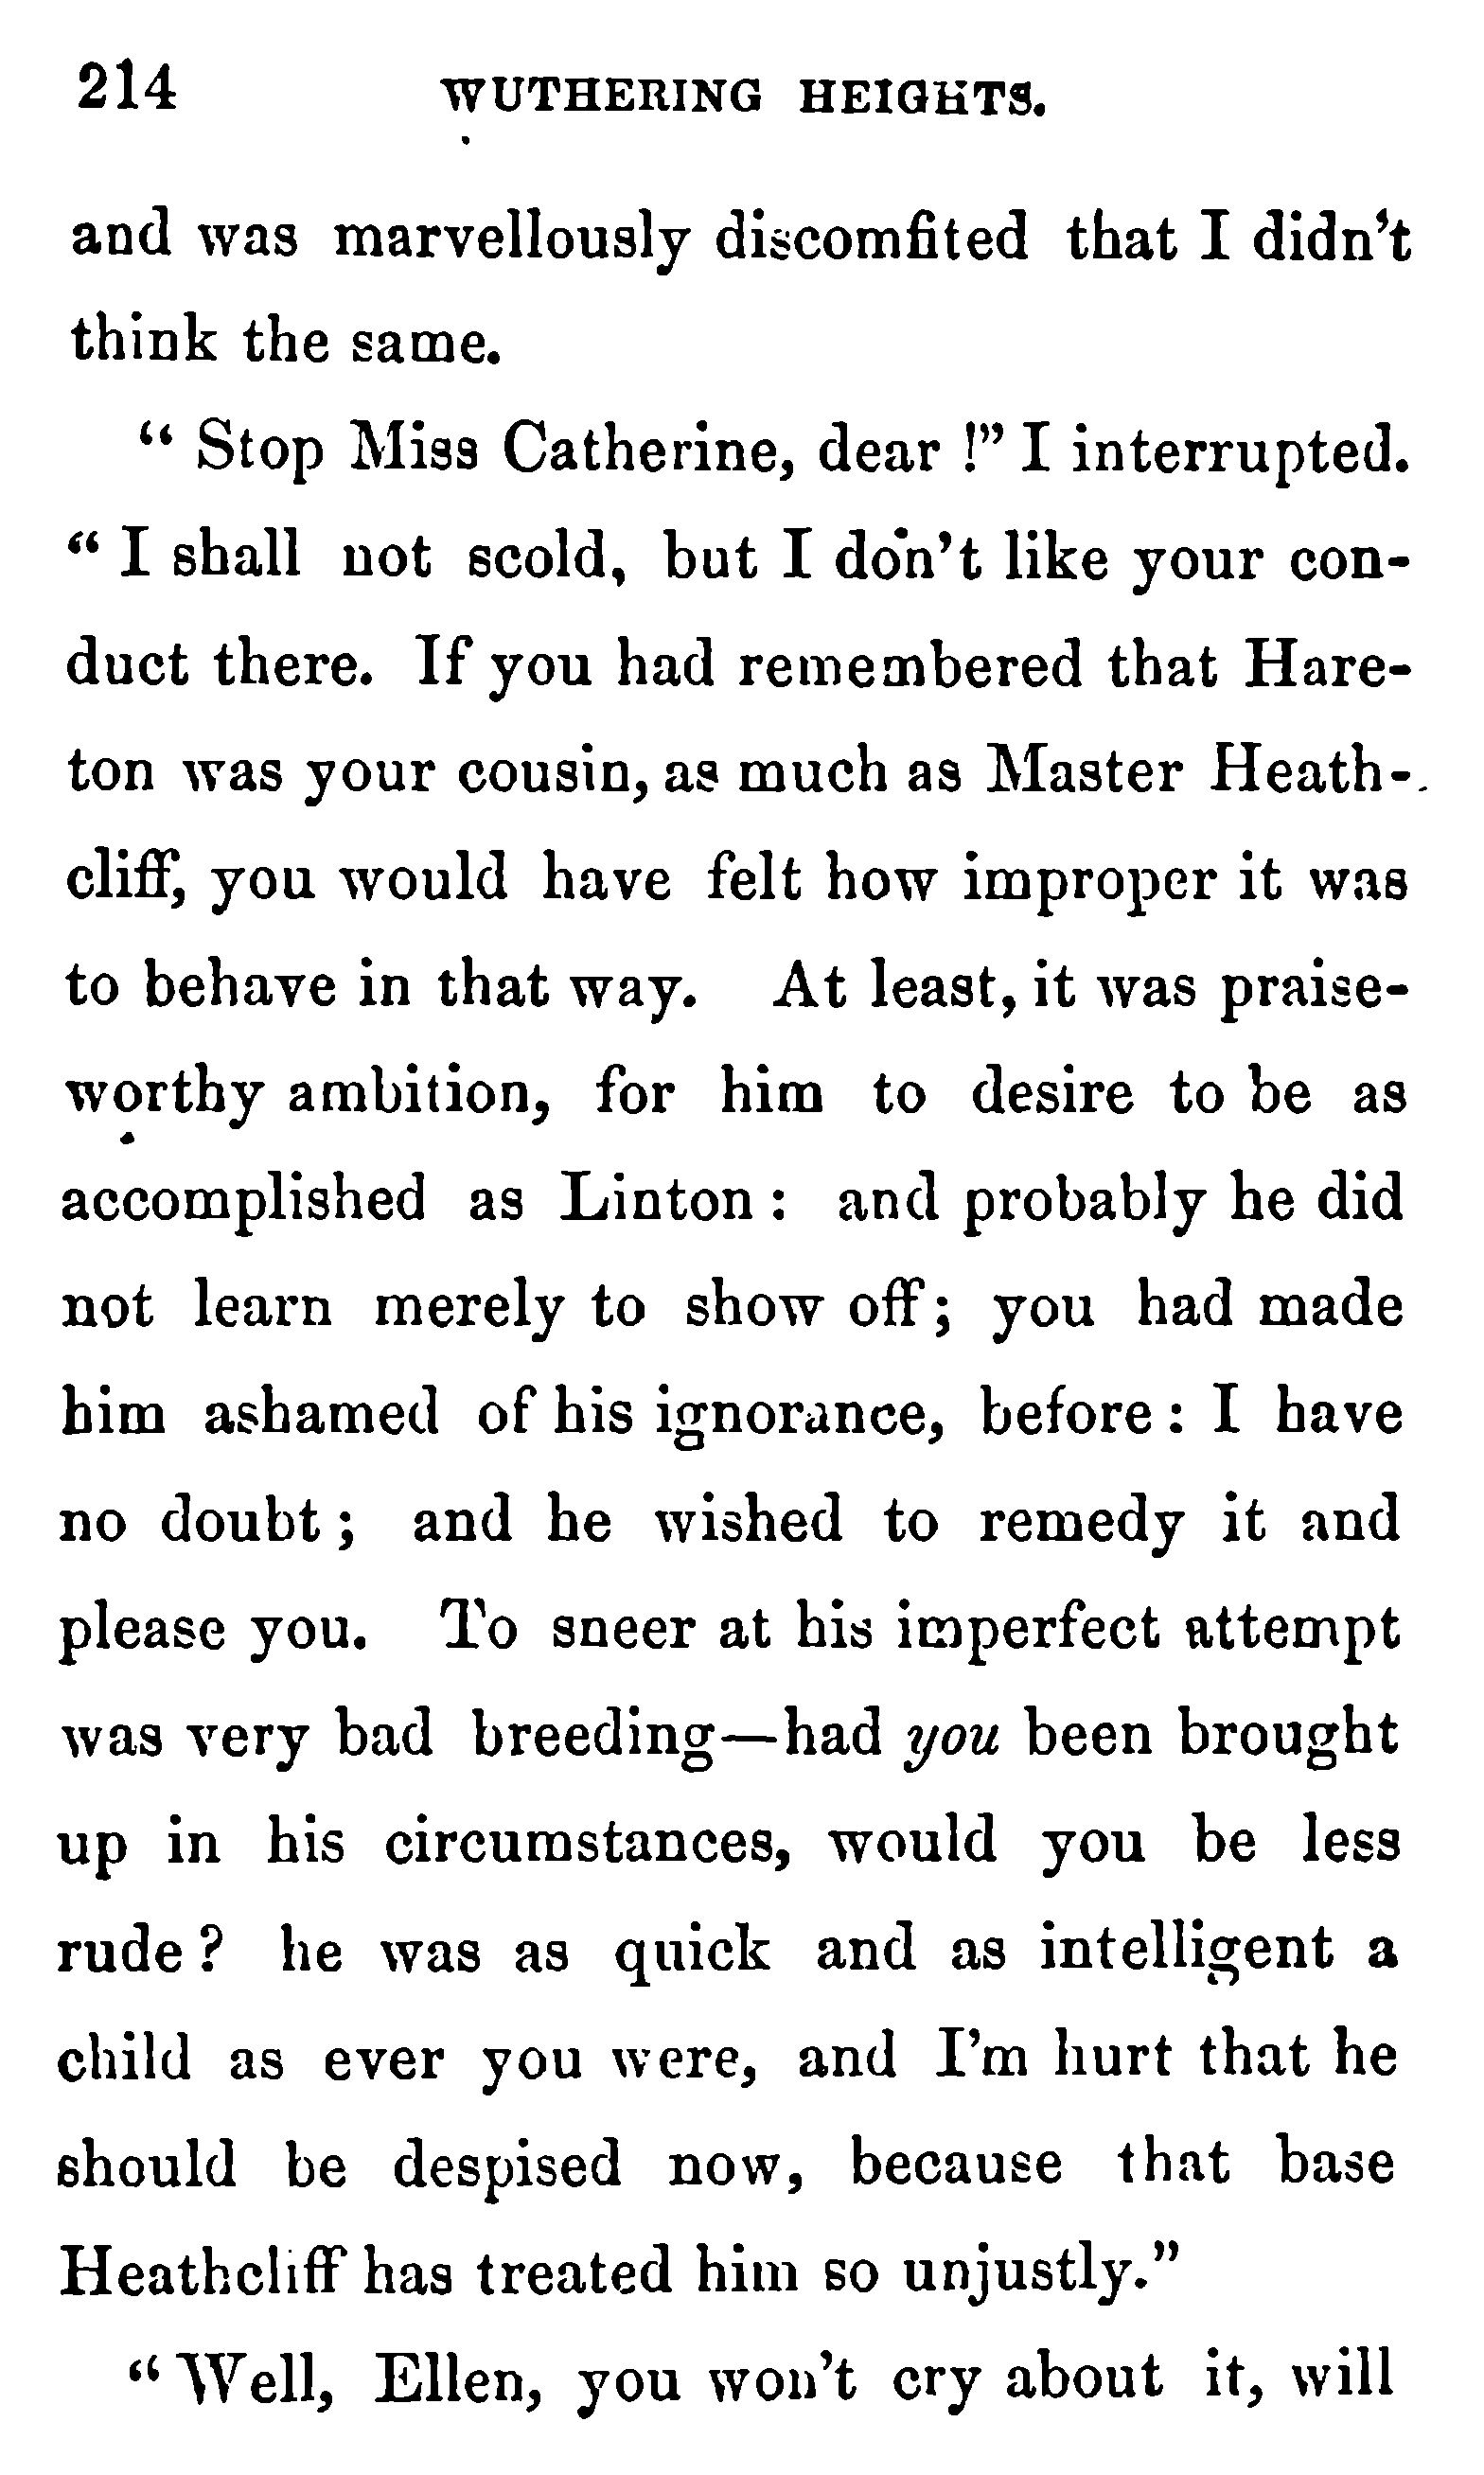 214 WUTHERING HEIGHTS.
and was marvellously discomfited that I didn't
think the same.
“ Stop Miss Catherine, dear !” I interrupted.
“ I shall not scold, but I don't like your con-
duct there. If you had remembered that Hare-
ton was your cousin, as much as Master Heath-
cliff, you would have felt how improper it was
to behave in that way. At least, it was praise-
worthy ambition, for him to desire to be as
accomplished as Linton : and probably he did
not learn merely to show off ; you had made
him ashamed of his ignorance, before : I have
no doubt ; and he wished to remedy it and
please you. To sneer at his imperfect attempt
was very bad breeding—had you been brought
up in his circumstances, would you be less
rude ? he was as quick and as intelligent a
child as ever you were, and I'm hurt that he
should be despised now, because that base
Heathcliff has treated him so unjustly.”
“ Well, Ellen, you won't cry about it, will